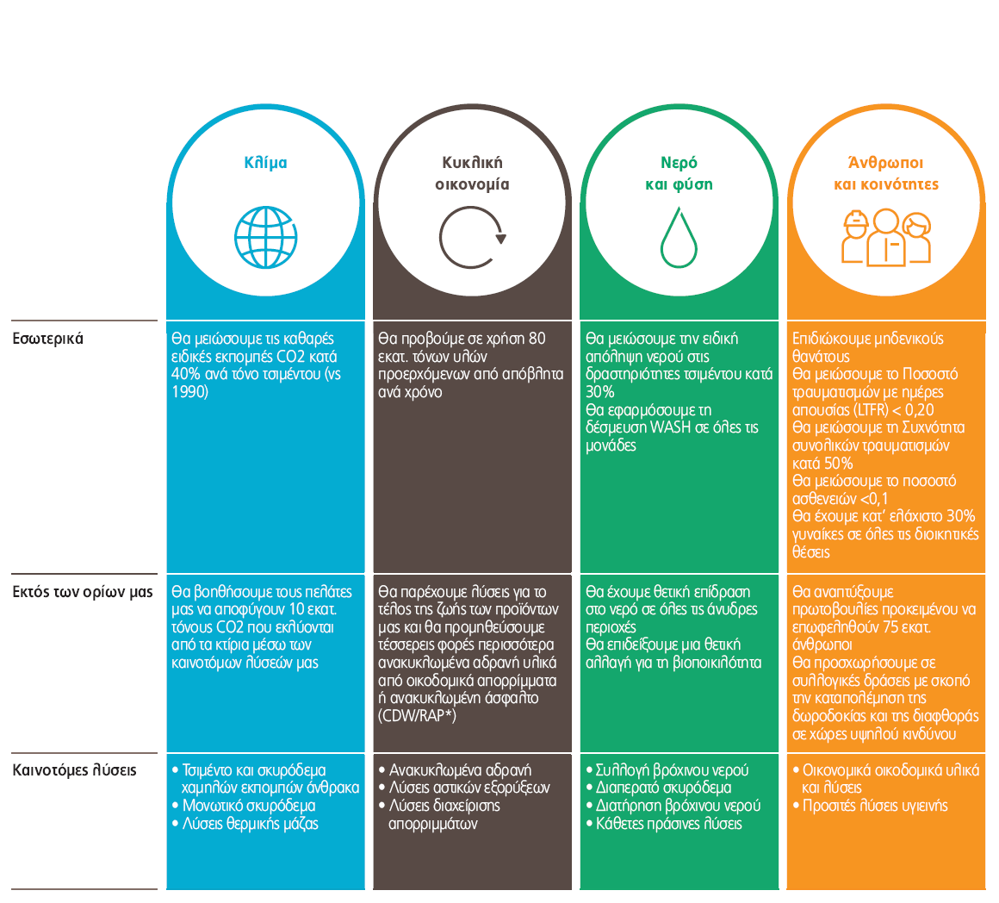 Κλίμα
Κυκλική
οικονομία
Νερό
και φύση
Άνθρωποι
και κοινότητες
Εσωτερικά
Θα μειώσουμε τις καθαρές
ειδικές εκπομπές CO2 κατά
40% ανά τόνο τσιμέντου (vs
1990)
Θα προβούμε σε χρήση 80
εκατ. τόνων υλών
προερχόμενων από απόβλητα
ανά χρόνο
Θα μειώσουμε την ειδική
απόληψη νερού στις
δραστηριότητες τσιμέντου κατά
30%
Θα εφαρμόσουμε τη
δέσμευση WASH σε όλες τις
μονάδες
Επιδιώκουμε μηδενικούς
θανάτους
Θα μειώσουμε το Ποσοστό
τραυματισμών με ημέρες
απουσίας (LTFR) < 0,20
Θα μειώσουμε τη Συχνότητα
συνολικών τραυματισμών
κατά 50%
Θα μειώσουμε το ποσοστό
ασθενειών <0,1
Θα έχουμε κατ’ ελάχιστο 30%
γυναίκες σε όλες τις διοικητικές
θέσεις
Εκτός των ορίων μας
Θα βοηθήσουμε τους πελάτες
μας να αποφύγουν 10 εκατ.
τόνους CO2 που εκλύονται
από τα κτίρια μέσω των
καινοτόμων λύσεών μας
Θα παρέχουμε λύσεις για το
τέλος της ζωής των προϊόντων
μας και θα προμηθεύσουμε
τέσσερεις φορές περισσότερα
ανακυκλωμένα αδρανή υλικά
από οικοδομικά απορρίμματα
ή ανακυκλωμένη άσφαλτο
(CDW/RAP*)
Θα έχουμε θετική επίδραση
στο νερό σε όλες τις άνυδρες
περιοχές
Θα επιδείξουμε μια θετική
αλλαγή για τη βιοποικιλότητα
Θα αναπτύξουμε
πρωτοβουλίες προκειμένου να
επωφεληθούν 75 εκατ.
άνθρωποι
Θα προσχωρήσουμε σε
συλλογικές δράσεις με σκοπό
την καταπολέμηση της
δωροδοκίας και της διαφθοράς
σε χώρες υψηλού κινδύνου
Καινοτόμες λύσεις
• Τσιμέντο και σκυρόδεμα
χαμηλών εκπομπών άνθρακα
• Μονωτικό σκυρόδεμα
• Λύσεις θερμικής μάζας
• Ανακυκλωμένα αδρανή
• Λύσεις αστικών εξορύξεων
• Λύσεις διαχείρισης
απορριμμάτων
• Συλλογή βρόχινου νερού
• Διαπερατό σκυρόδεμα
• Διατήρηση βρόχινου νερού
• Κάθετες πράσινες λύσεις
• Οικονομικά οικοδομικά υλικά
και λύσεις
• Προσιτές λύσεις υγιεινής